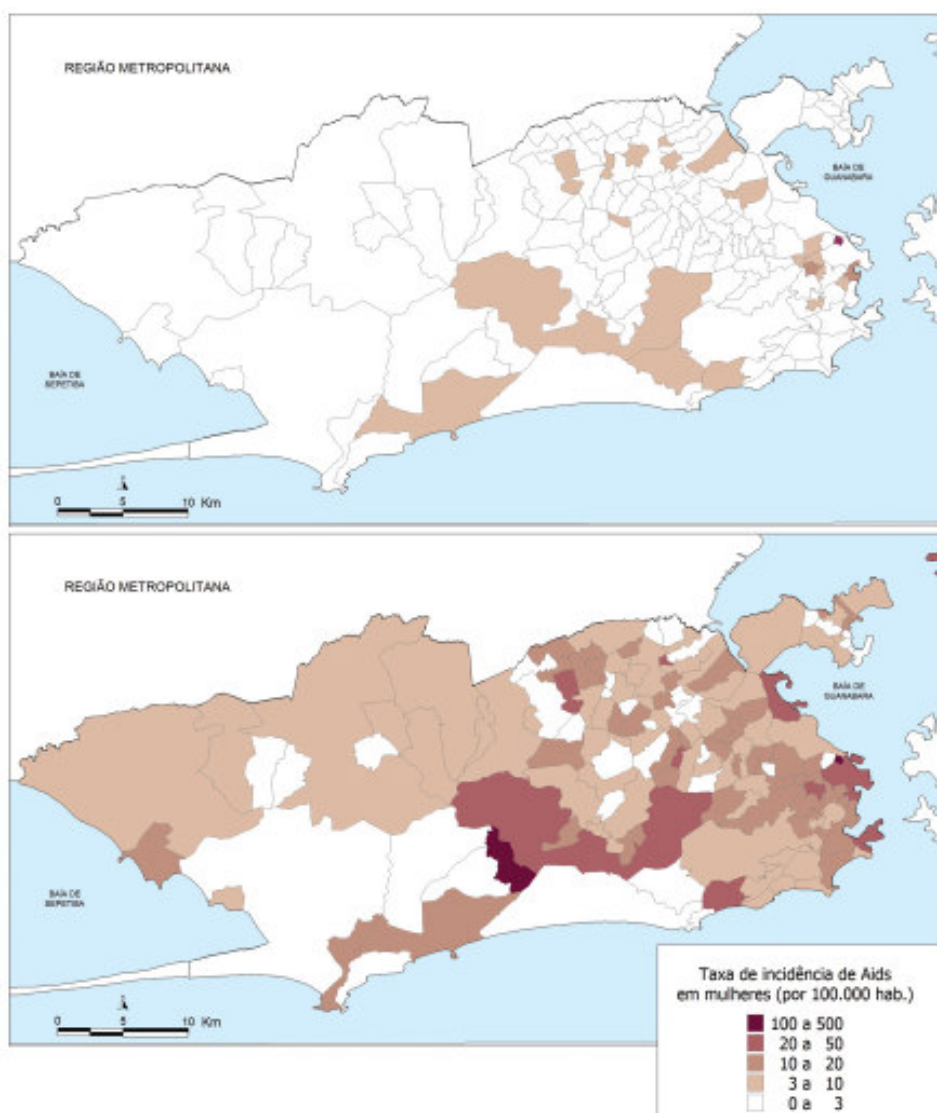 REGIÃO METROPOLITANA
BAÍA DE
GUANABARA
BAÍA DE
SEPETIBA
0 5 10 Km
REGIÃO METROPOLITANA
BAÍA DE
GUANABARA
BAÍA DE
SEPETIBA
0 5 10 Km
Taxa de incidência de Aids
em mulheres (por 100.000 hab.)
100 a 500
20 a 50
10 a 20
3 a 10
0 a 3